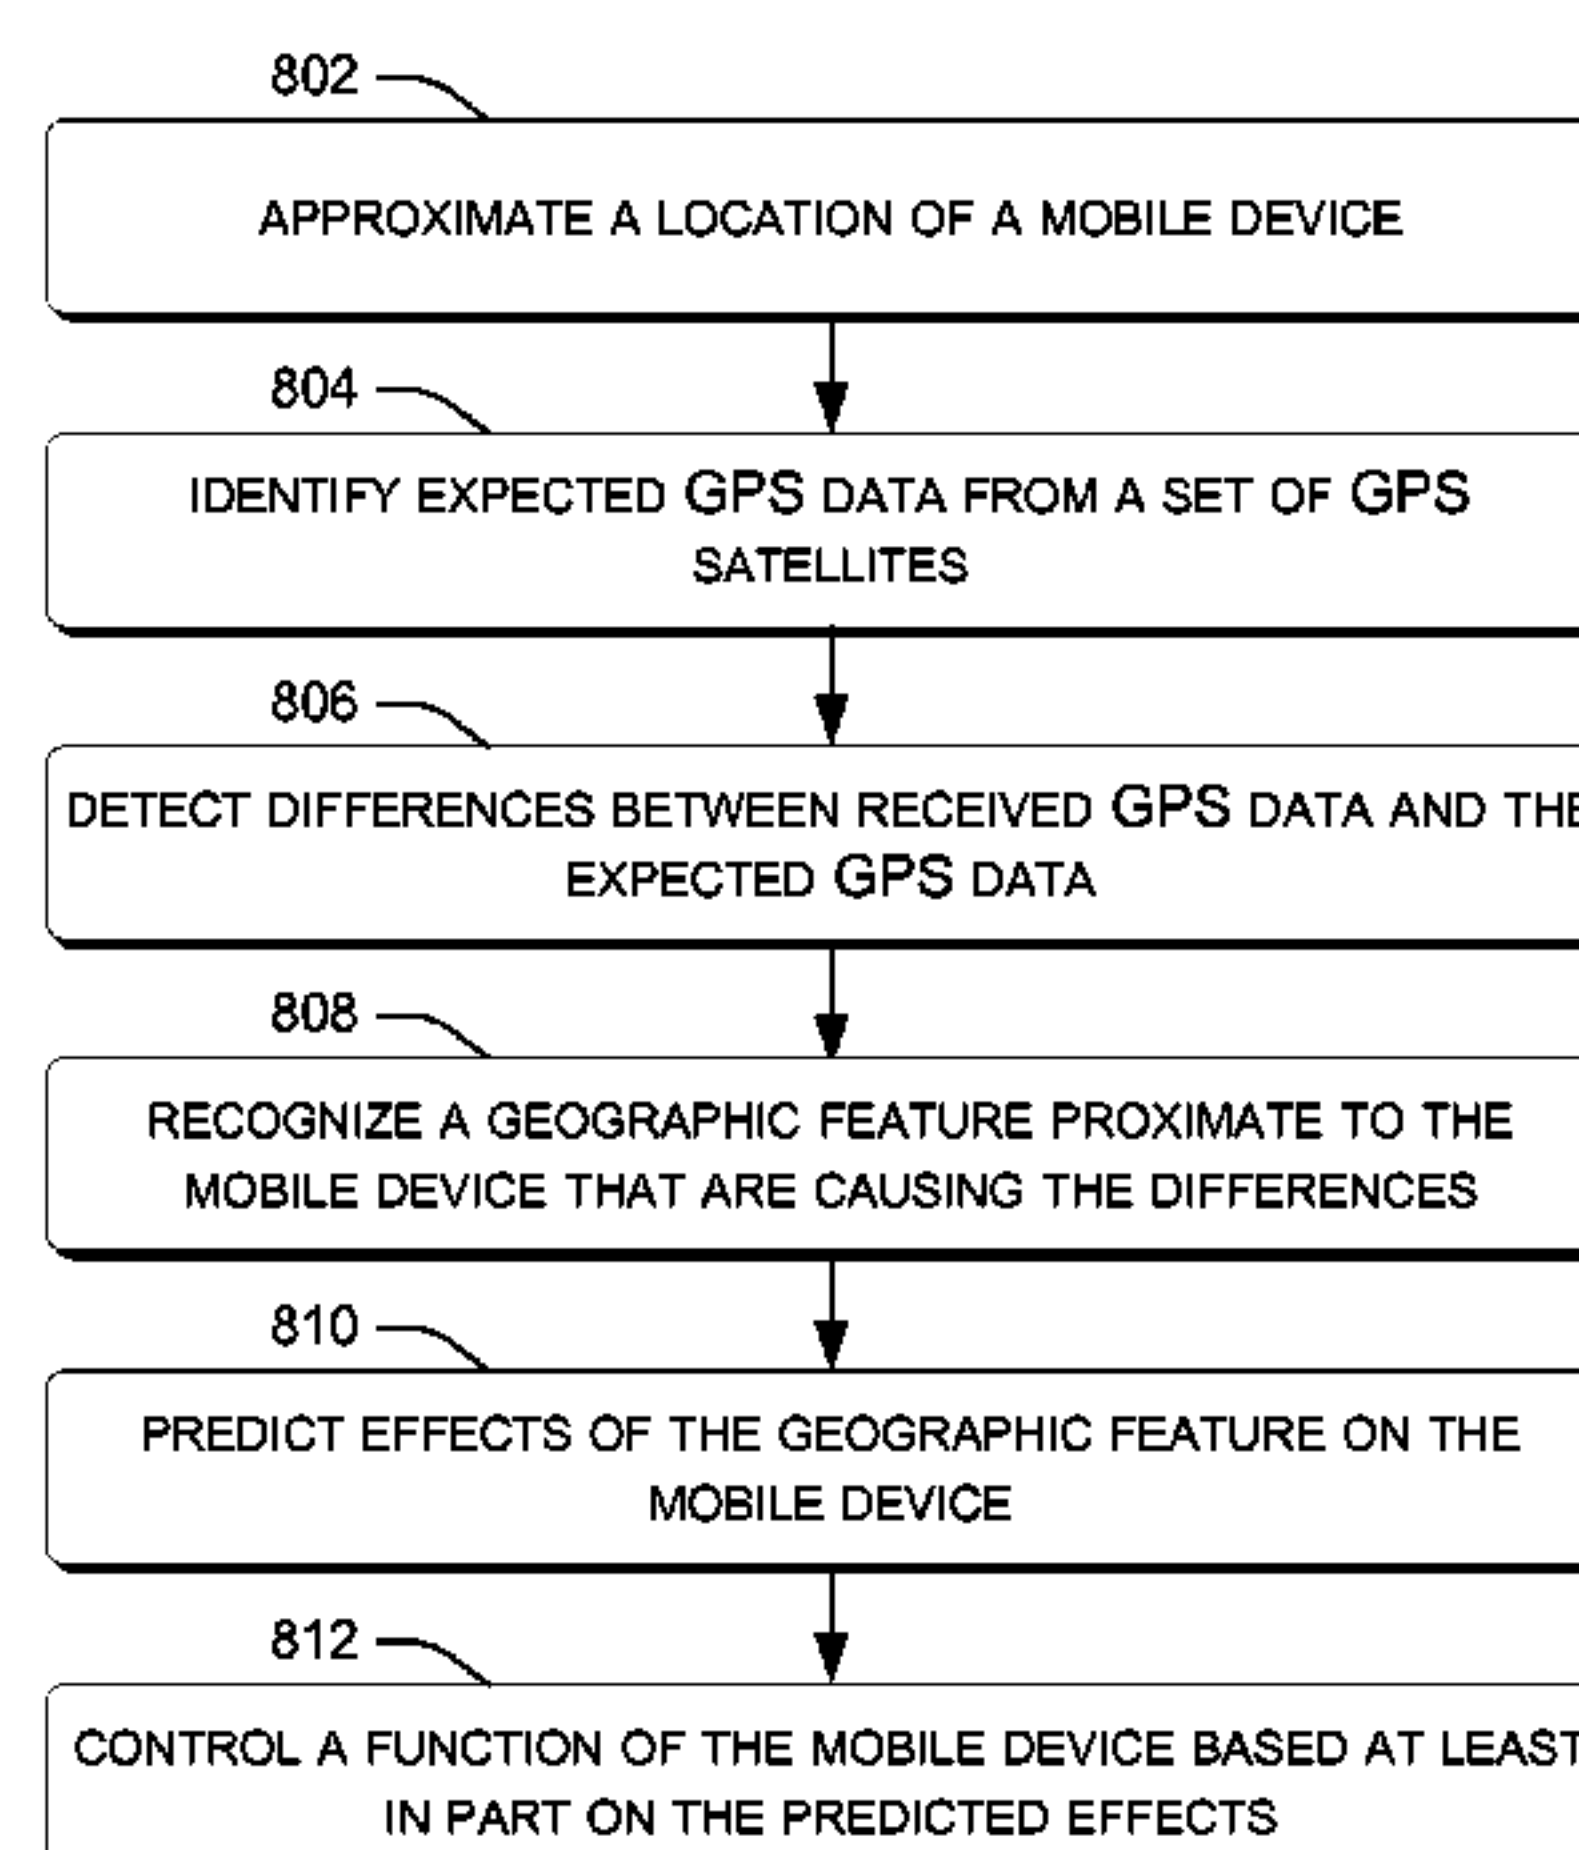 802
APPROXIMATE A LOCATION OF A MOBILE DEVICE
804
IDENTIFY EXPECTED GPS DATA FROM A SET OF GPS
SATELLITES
806
DETECT DIFFERENCES BETWEEN RECEIVED GPS DATA AND THE
EXPECTED GPS DATA
808
RECOGNIZE A GEOGRAPHIC FEATURE PROXIMATE TO THE
MOBILE DEVICE THAT ARE CAUSING THE DIFFERENCES
810
PREDICT EFFECTS OF THE GEOGRAPHIC FEATURE ON THE
MOBILE DEVICE
812
CONTROL A FUNCTION OF THE MOBILE DEVICE BASED AT LEAST
IN PART ON THE PREDICTED EFFECTS